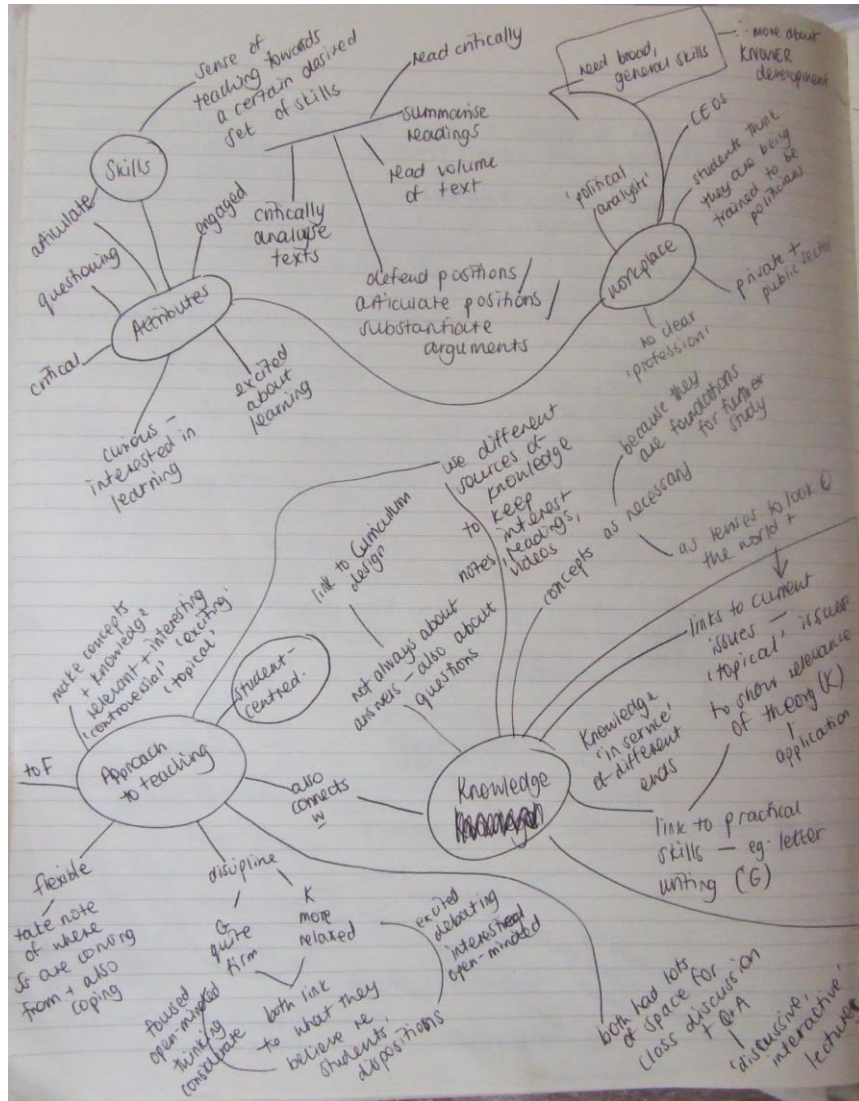 sense of
teaching towards
a certain desired
set of skills
Skills
read critically
summarise
readings
read volume
of text
critically
analyse
texts
defend positions/
articulate positions/
substantiate
arguments
need broad,
general skills
more about
KNOWER
development
CEOs
students think
they are being
trained to be
politicians
'political
analysts'
Workplace
private +
public sector
no clear
'profession'
articulate
questioning
critical
engaged
Attributes
curious –
interested in
learning
excited
about
learning
use different
sources of
knowledge
to keep
interest
notes, readings,
videos
because they
are foundations
for further
study
concepts as necessary
as lenses to look @
the world +
links to current
issues –
'topical' issues
to show relevance
of theory (K)
application
link to curriculum
design
not always about
answers – also about
questions
Knowledge
'in service'
of different
ends
Knowledge
link to practical
skills – eg. letter
writing (G)
make concepts
+ knowledge
relevant + interesting
'controversial' 'exciting'
'topical'
student-
centred.
to F
Approach
to teaching
also
connects
w
flexible
take note
of where
Ss are coming
from + also
coping
discipline
G
quite
firm
K
more
relaxed
both link
to what they
believe re
students'
dispositions
focused
open-minded
thinking
considerate
excited
debating
interested
open-minded
both had lots
of space for
class discussion
+ Q+A
'discussive,
interactive'
lectures